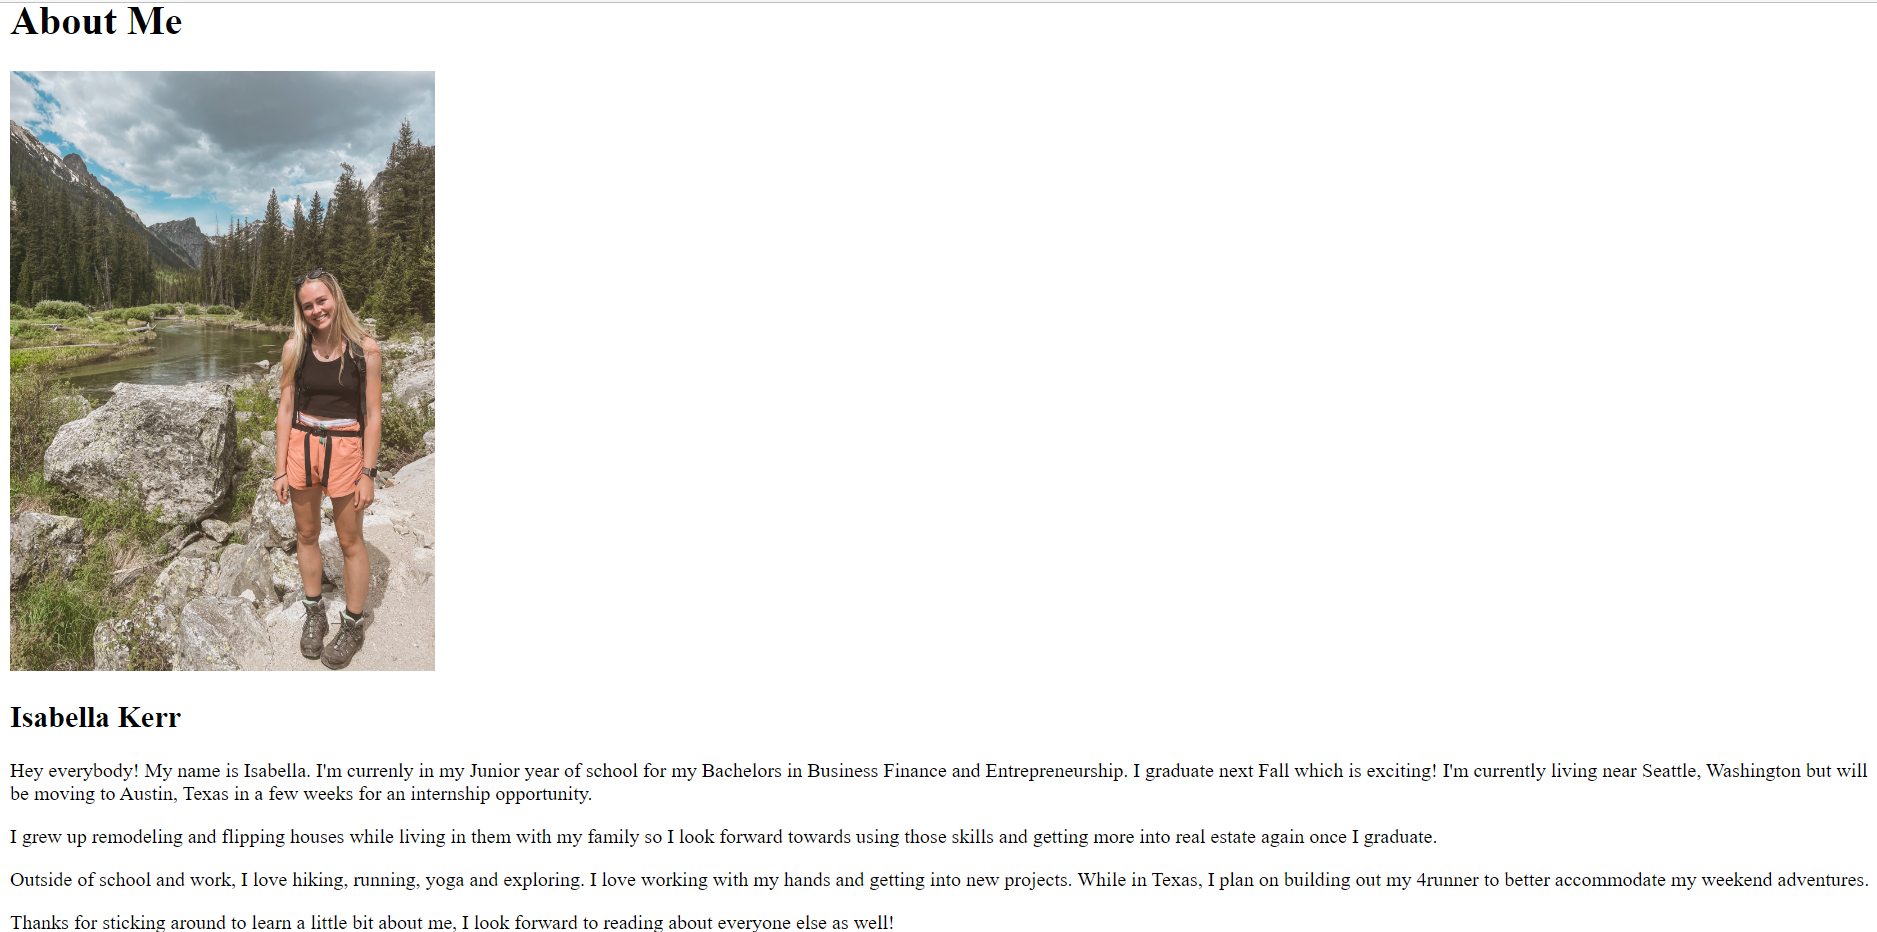 About Me
Isabella Kerr
Hey everybody! My name is Isabella. I'm currenly in my Junior year of school for my Bachelors in Business Finance and Entrepreneurship. I graduate next Fall which is exciting! I'm currently living near Seattle, Washington but will
be moving to Austin, Texas in a few weeks for an internship opportunity.
I grew up remodeling and flipping houses while living in them with my family so I look forward towards using those skills and getting more into real estate again once I graduate.
Outside of school and work, I love hiking, running, yoga and exploring. I love working with my hands and getting into new projects. While in Texas, I plan on building out my 4runner to better accommodate my weekend adventures.
Thanks for sticking around to learn a little bit about me, I look forward to reading about everyone else as well!